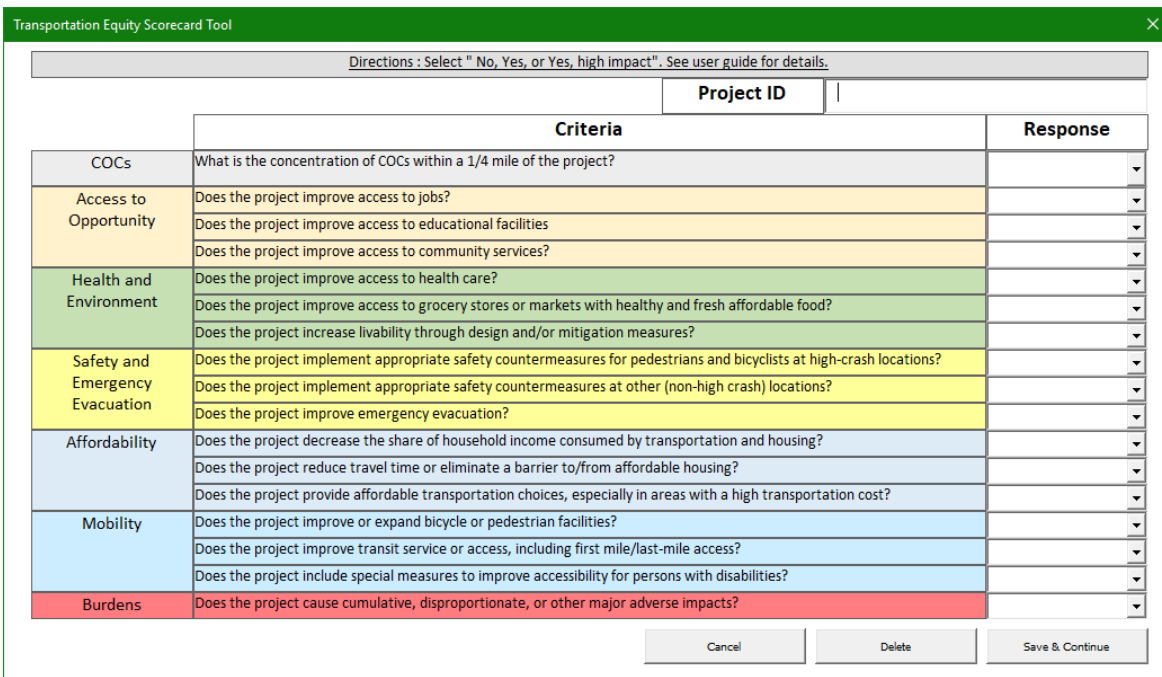 Transportation Equity Scorecard Tool
Directions : Select " No, Yes, or Yes, high impact". See user guide for details.
Project ID
Criteria
Response
COCs
What is the concentration of COCs within a 1/4 mile of the project?
Access to
Opportunity
Does the project improve access to jobs?
Does the project improve access to educational facilities
Does the project improve access to community services?
Health and
Environment
Does the project improve access to health care?
Does the project improve access to grocery stores or markets with healthy and fresh affordable food?
Does the project increase livability through design and/or mitigation measures?
Safety and
Emergency
Evacuation
Does the project implement appropriate safety countermeasures for pedestrians and bicyclists at high-crash locations?
Does the project implement appropriate safety countermeasures at other (non-high crash) locations?
Does the project improve emergency evacuation?
Affordability
Does the project decrease the share of household income consumed by transportation and housing?
Does the project reduce travel time or eliminate a barrier to/from affordable housing?
Does the project provide affordable transportation choices, especially in areas with a high transportation cost?
Mobility
Does the project improve or expand bicycle or pedestrian facilities?
Does the project improve transit service or access, including first mile/last-mile access?
Does the project include special measures to improve accessibility for persons with disabilities?
Burdens
Does the project cause cumulative, disproportionate, or other major adverse impacts?
Cancel
Delete
Save & Continue